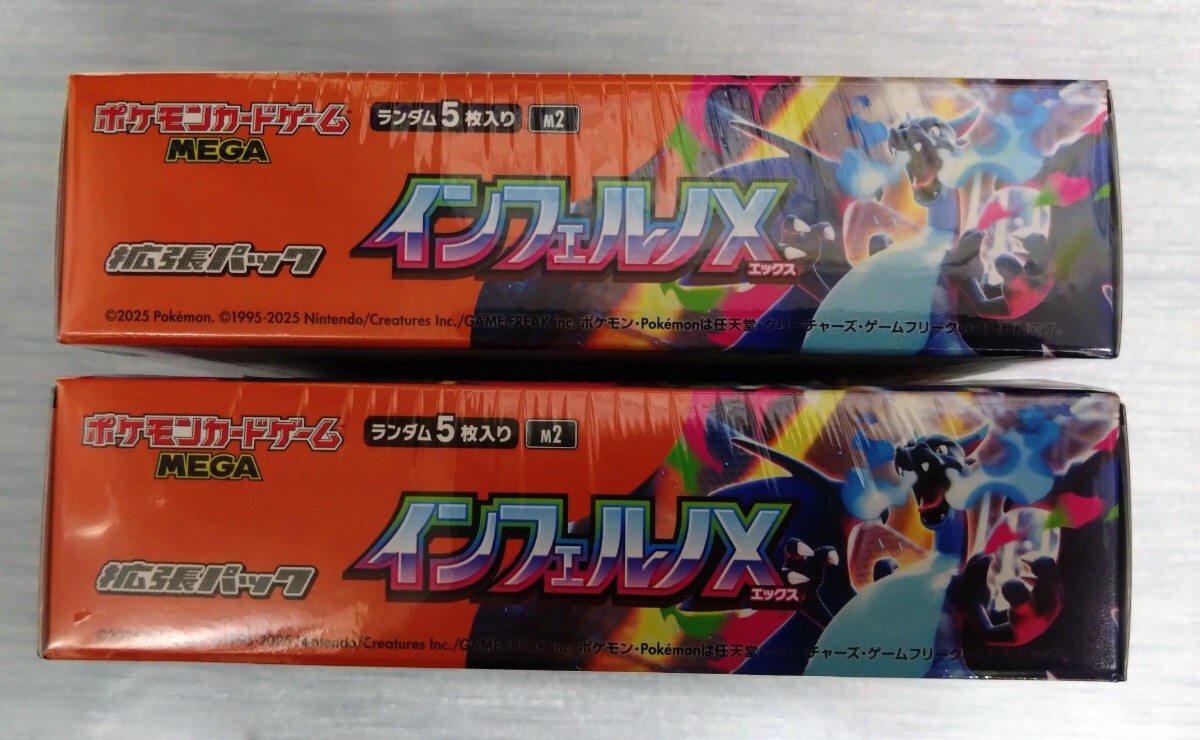 ポケモンカードゲーム
MEGA
ランダム5枚入り M2
インフェルノX
エックス
拡張パック
©2025 Pokémon. ©1995-2025 Nintendo/Creatures Inc./GAME FREAK inc. ポケモン・Pokémonは任天堂・クリーチャーズ・ゲームフリークの
ポケモンカードゲーム
MEGA
ランダム5枚入り M2
インフェルノX
エックス
拡張パック
1995-2025 Nintendo/Creatures Inc./GAME FREAK inc. ポケモン・Pokémonは任天堂・クリーチャーズ・ゲームフリーク